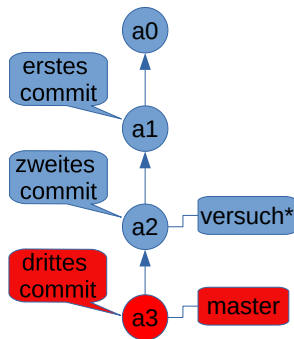 a0
erstes
commit
a1
zweites
commit
a2
versuch*
drittes
commit
a3
master